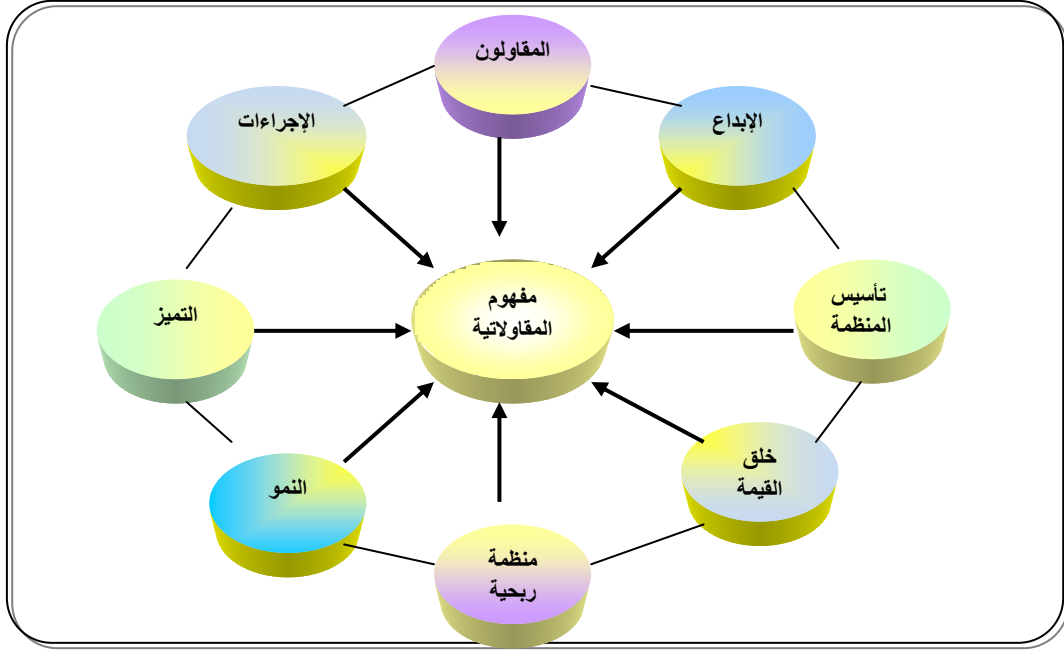 المقاولون
الإبداع
الإجراءات
تأسيس
المنظمة
مفهوم
المقاولاتية
التميز
خلق
القيمة
النمو
منظمة
ربحية